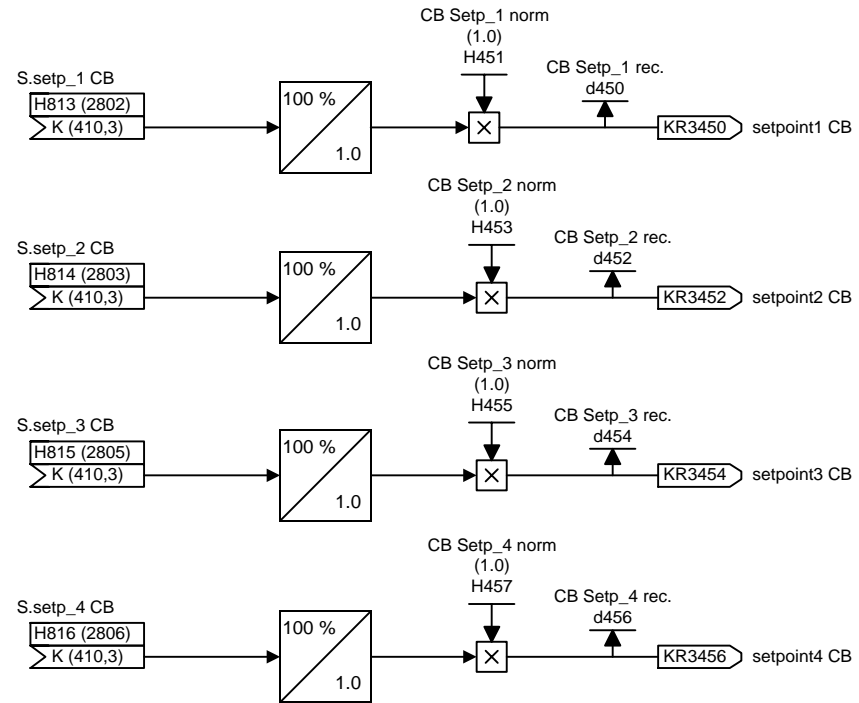 CB Setp_1 norm
(1.0)
H451
CB Setp_1 rec.
d450
S.setp_1 CB
H813 (2802)
K (410,3)
100 %
1.0
×
KR3450
setpoint1 CB
CB Setp_2 norm
(1.0)
H453
CB Setp_2 rec.
d452
S.setp_2 CB
H814 (2803)
K (410,3)
100 %
1.0
×
KR3452
setpoint2 CB
CB Setp_3 norm
(1.0)
H455
CB Setp_3 rec.
d454
S.setp_3 CB
H815 (2805)
K (410,3)
100 %
1.0
×
KR3454
setpoint3 CB
CB Setp_4 norm
(1.0)
H457
CB Setp_4 rec.
d456
S.setp_4 CB
H816 (2806)
K (410,3)
100 %
1.0
×
KR3456
setpoint4 CB